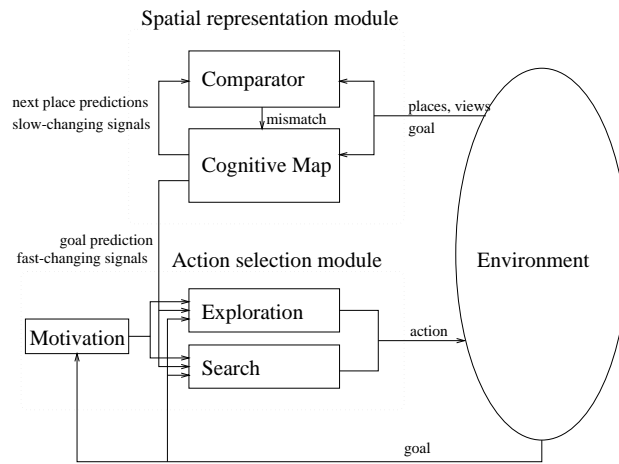 Spatial representation module
Comparator
next place predictions
slow-changing signals
mismatch
places, views
goal
Cognitive Map
goal prediction
fast-changing signals
Action selection module
Environment
Motivation
Exploration
action
Search
goal